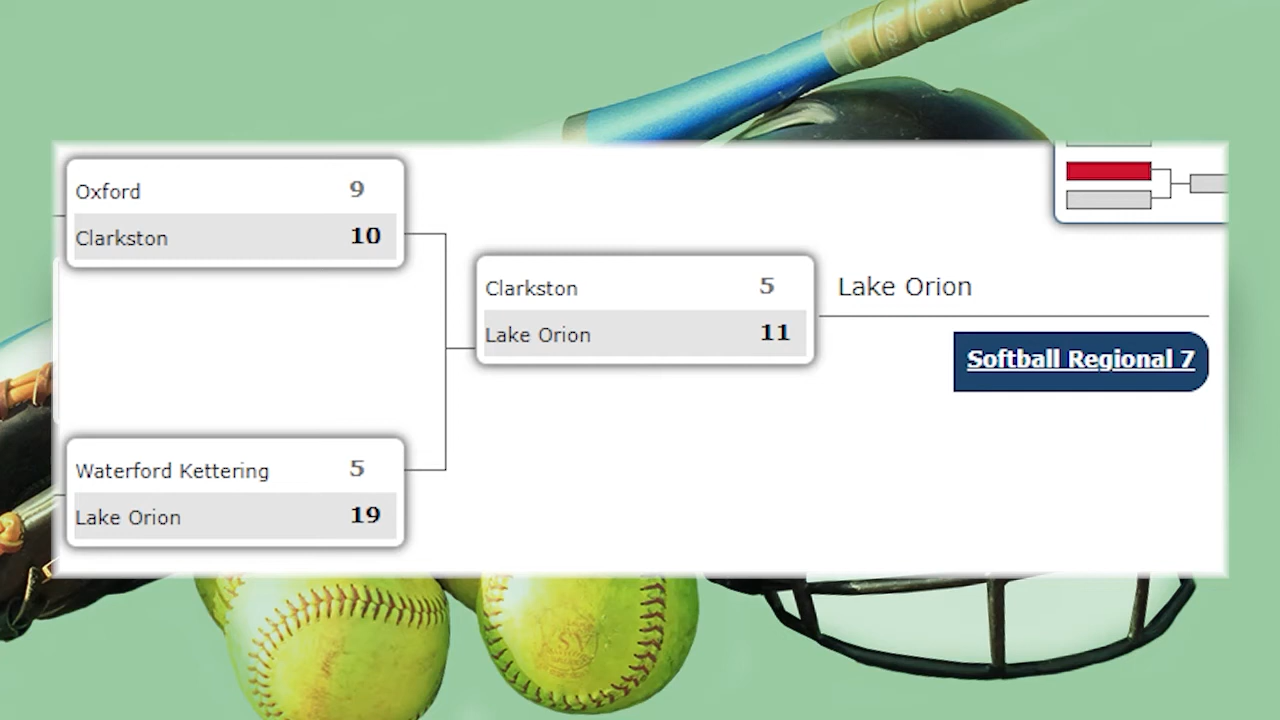 Oxford 9
Clarkston 10
Clarkston 5
Lake Orion 11
Lake Orion
Softball Regional 7
Waterford Kettering 5
Lake Orion 19